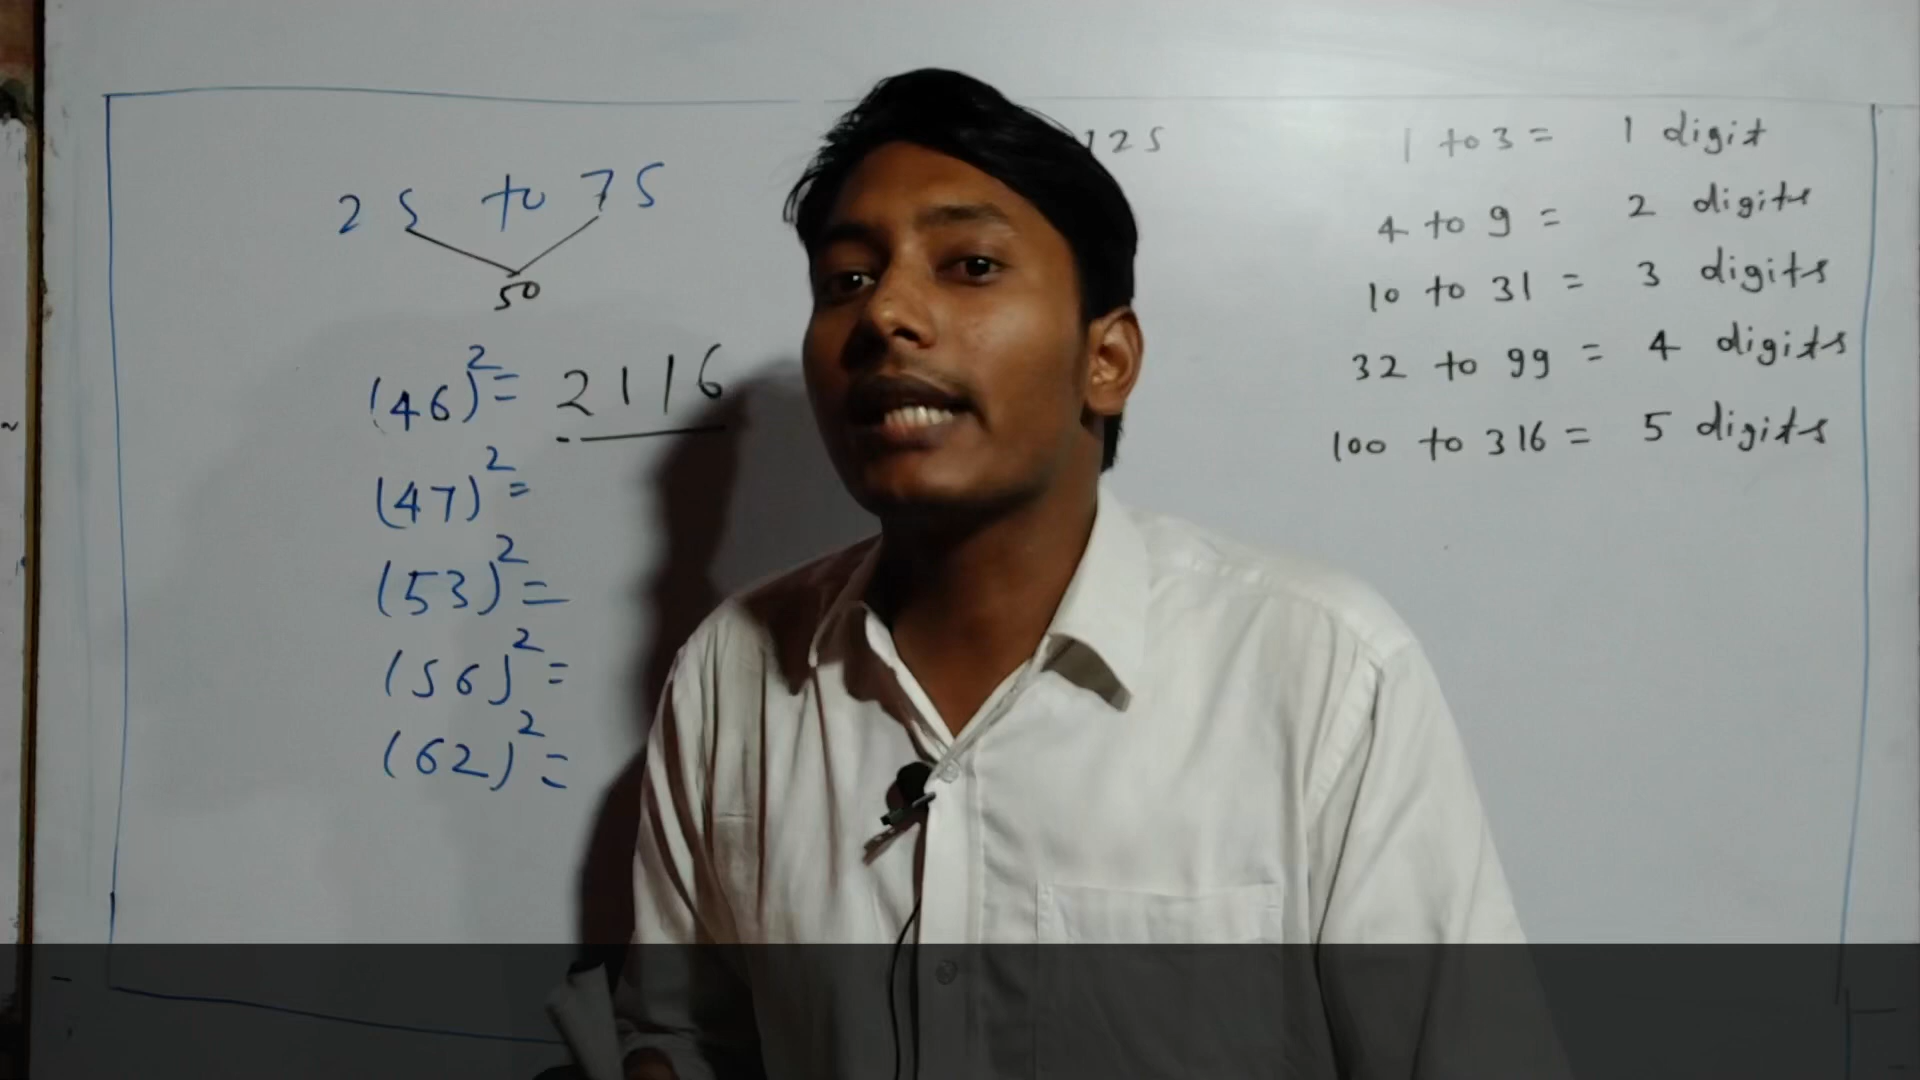 25 to 75
50
(46)² = 2116
(47)² =
(53)² =
(56)² =
(62)² =
125
1 to 3 = 1 digit
4 to 9 = 2 digits
10 to 31 = 3 digits
32 to 99 = 4 digits
100 to 316 = 5 digits